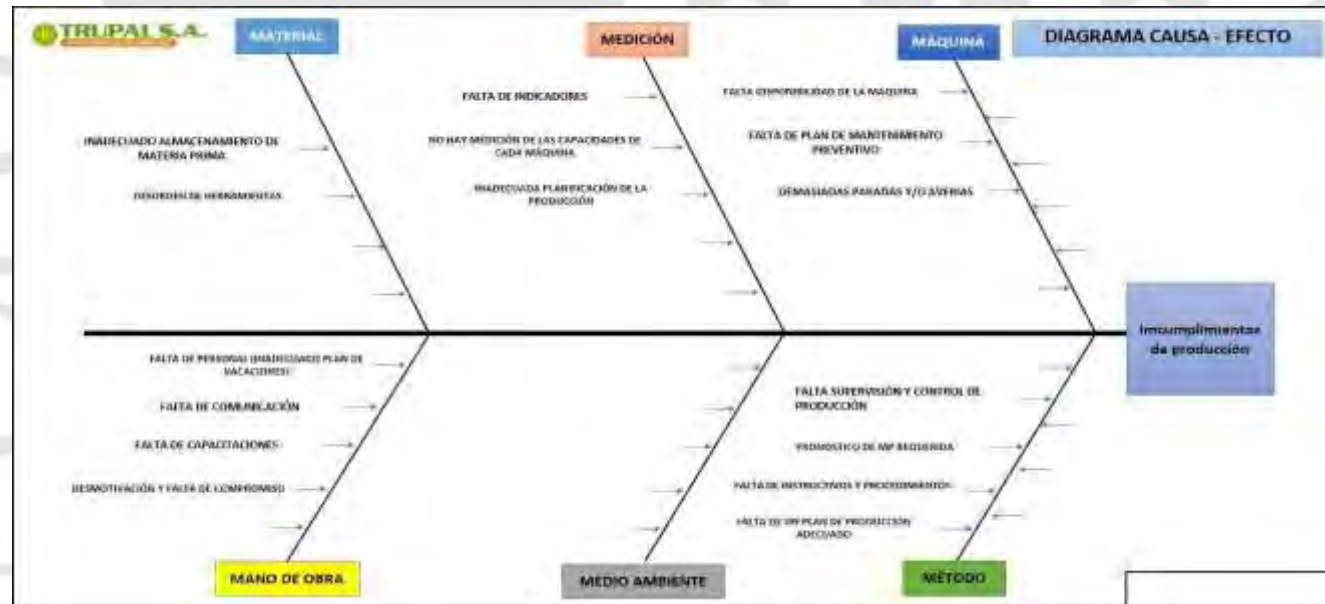 TRUPAL S.A.
MATERIAL
MEDICIÓN
MÁQUINA
DIAGRAMA CAUSA - EFECTO
INADECUADO ALMACENAMIENTO DE
MATERIA PRIMA
DESORDEN DE HERRAMIENTAS
FALTA DE INDICADORES
NO HAY MEDICIÓN DE LAS CAPACIDADES DE
CADA MÁQUINA
INADECUADA PLANIFICACIÓN DE LA
PRODUCCIÓN
FALTA DISPONIBILIDAD DE LA MAQUINA
FALTA DE PLAN DE MANTENIMIENTO
PREVENTIVO
DEMASIADAS PARADAS Y/O AVERIAS
Imcumplimientos
de producción
FALTA DE PERSONAL (INADECUADO PLAN DE
VACACIONES)
FALTA DE COMUNICACIÓN
FALTA DE CAPACITACIONES
DESMOTIVACIÓN Y FALTA DE COMPROMISO
FALTA SUPERVISIÓN Y CONTROL DE
PRODUCCIÓN
PRONOSTICO DE MP REQUERIDA
FALTA DE INSTRUCTIVOS Y PROCEDIMIENTOS
FALTA DE UN PLAN DE PRODUCCIÓN
ADECUADO
MANO DE OBRA
MEDIO AMBIENTE
MÉTODO